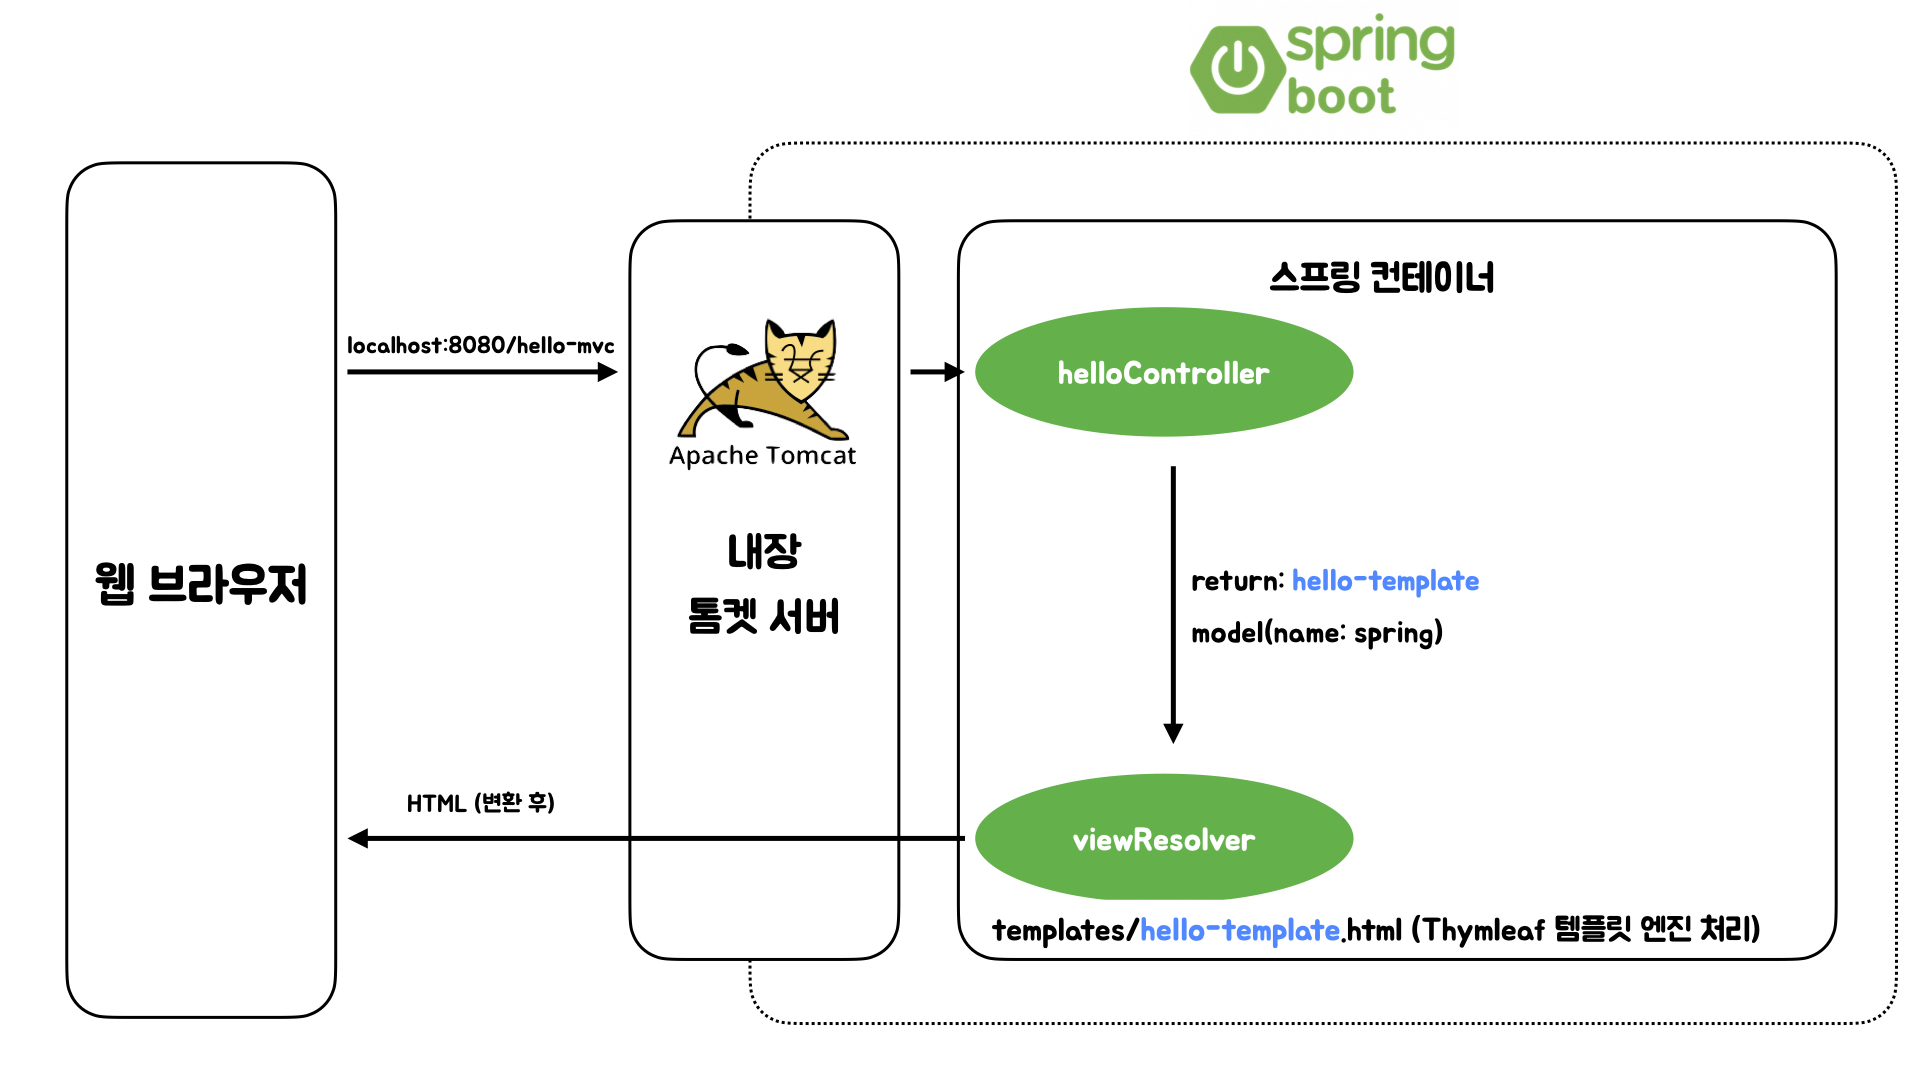 spring
boot
웹 브라우저
localhost:8080/hello-mvc
Apache Tomcat
내장
톰켓 서버
스프링 컨테이너
helloController
return: hello-template
model(name: spring)
HTML (변환 후)
viewResolver
templates/hello-template.html (Thymleaf 템플릿 엔진 처리)